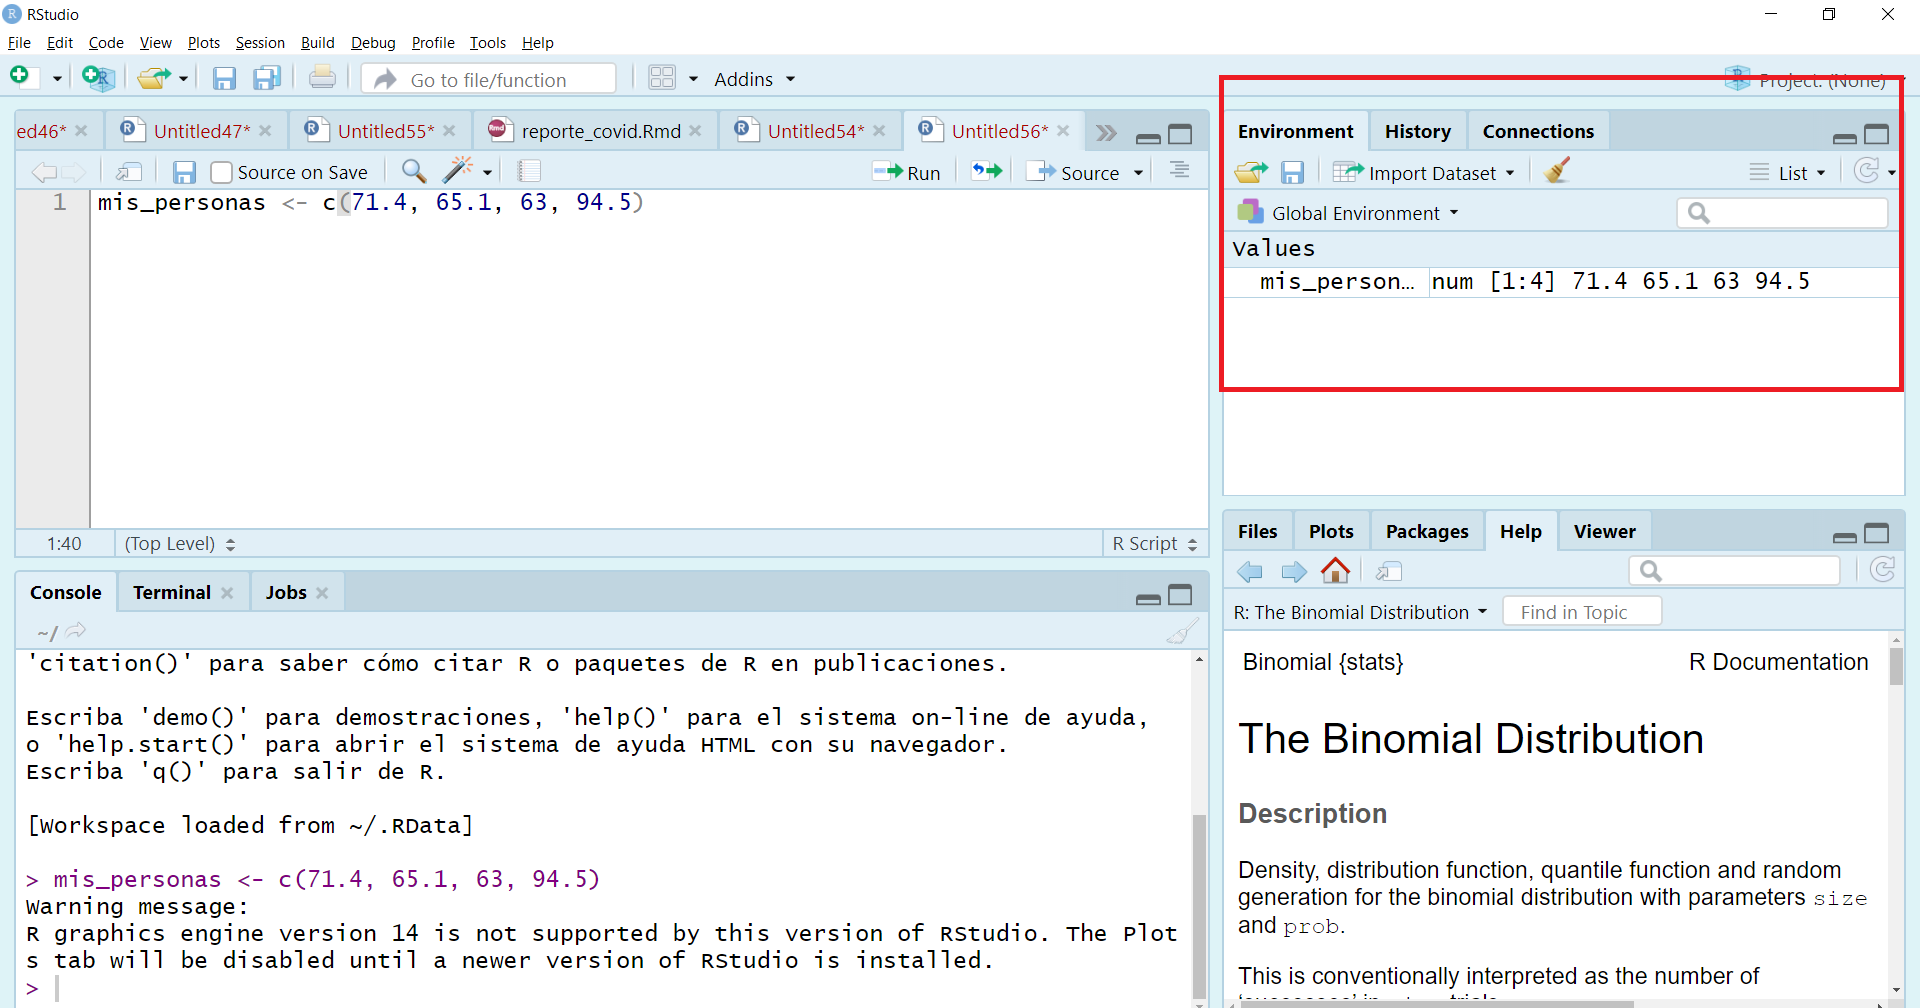 RStudio
File Edit Code View Plots Session Build Debug Profile Tools Help
Go to file/function Addins Project: (None)
ed46* Untitled47* Untitled55* reporte_covid.Rmd Untitled54* Untitled56*
Source on Save Run Source
1 mis_personas <- c(71.4, 65.1, 63, 94.5)
1:40 (Top Level) R Script
Console Terminal Jobs
~/
'citation()' para saber cómo citar R o paquetes de R en publicaciones.
Escriba 'demo()' para demostraciones, 'help()' para el sistema on-line de ayuda,
o 'help.start()' para abrir el sistema de ayuda HTML con su navegador.
Escriba 'q()' para salir de R.
[Workspace loaded from ~/.RData]
> mis_personas <- c(71.4, 65.1, 63, 94.5)
Warning message:
R graphics engine version 14 is not supported by this version of RStudio. The Plot
s tab will be disabled until a newer version of RStudio is installed.
>
Environment History Connections
Import Dataset List
Global Environment
Values
mis_person… num [1:4] 71.4 65.1 63 94.5
Files Plots Packages Help Viewer
R: The Binomial Distribution Find in Topic
Binomial {stats} R Documentation
The Binomial Distribution
Description
Density, distribution function, quantile function and random
generation for the binomial distribution with parameters size
and prob.
This is conventionally interpreted as the number of